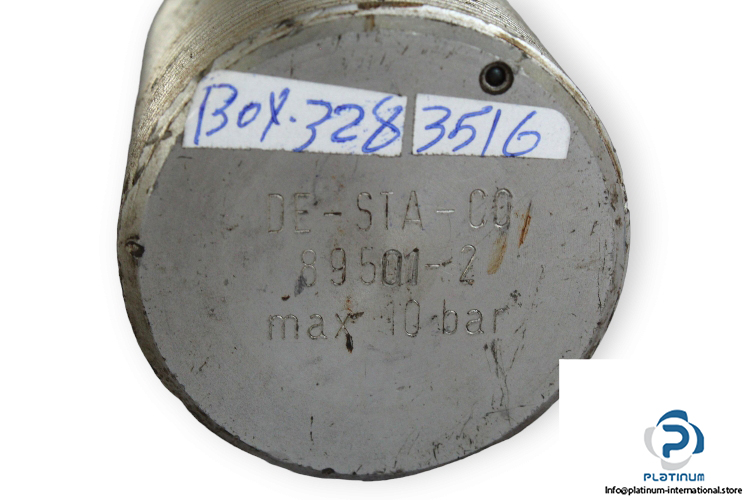 BOX.328 3516
DE-STA-CO
89501-2
max 10 bar
PLATINUM
Info@platinum-international.store